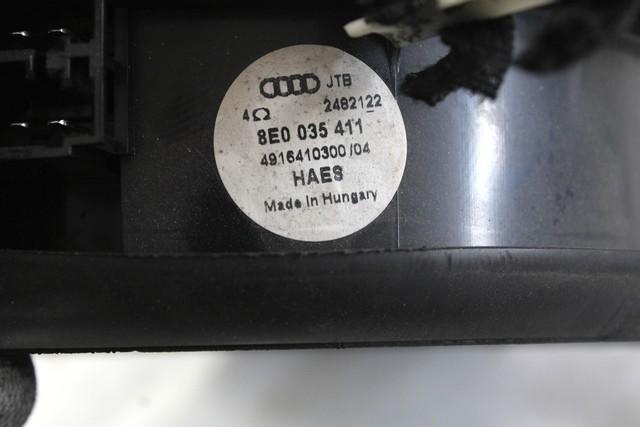 JTB
4Ω 2482122
8E0 035 411
4916410300/04
HAES
Made In Hungary